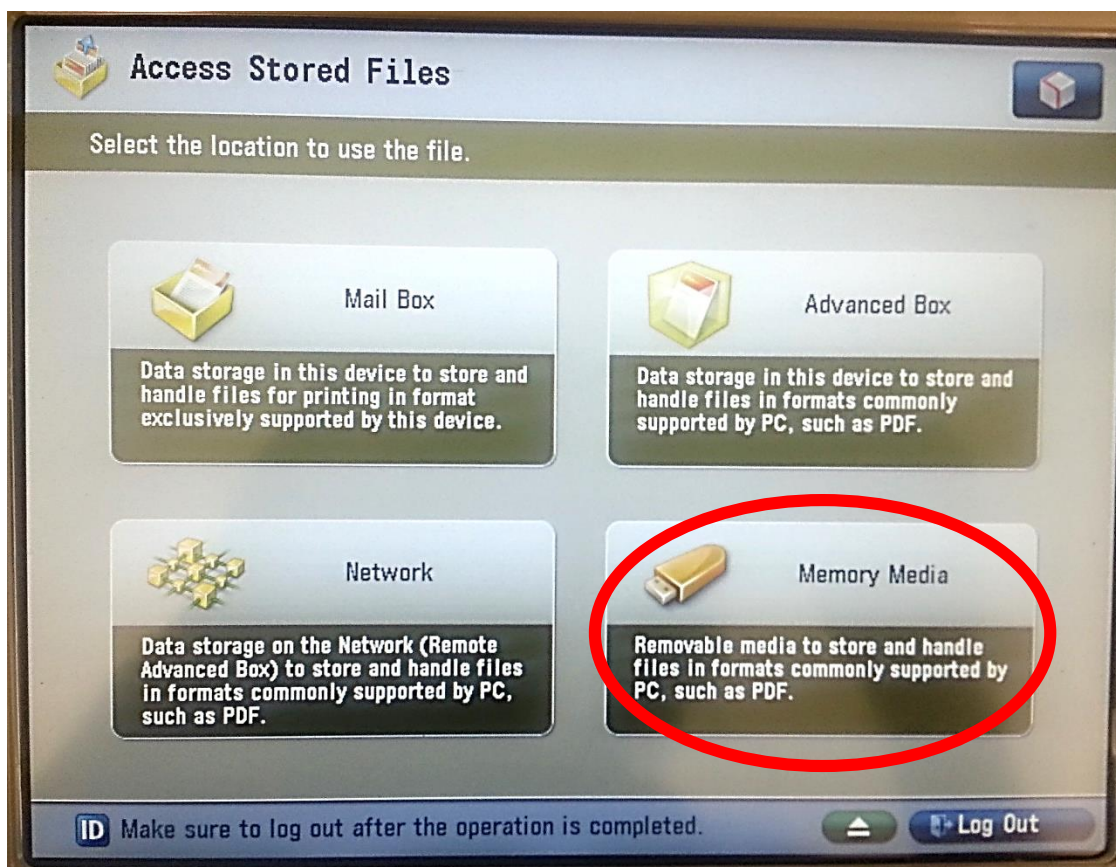 Access Stored Files
Select the location to use the file.
Mail Box
Data storage in this device to store and
handle files for printing in format
exclusively supported by this device.
Advanced Box
Data storage in this device to store and
handle files in formats commonly
supported by PC, such as PDF.
Network
Data storage on the Network (Remote
Advanced Box) to store and handle files
in formats commonly supported by PC,
such as PDF.
Memory Media
Removable media to store and handle
files in formats commonly supported by
PC, such as PDF.
ID Make sure to log out after the operation is completed.
Log Out